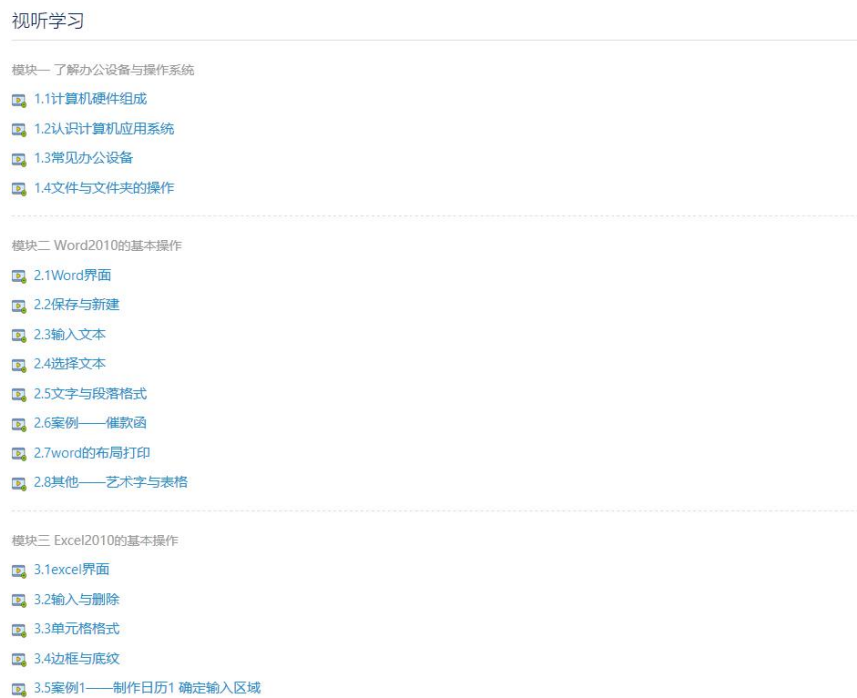 视听学习
模块一 了解办公设备与操作系统
1.1计算机硬件组成
1.2认识计算机应用系统
1.3常见办公设备
1.4文件与文件夹的操作
模块二 Word2010的基本操作
2.1Word界面
2.2保存与新建
2.3输入文本
2.4选择文本
2.5文字与段落格式
2.6案例——催款函
2.7word的布局打印
2.8其他——艺术字与表格
模块三 Excel2010的基本操作
3.1excel界面
3.2输入与删除
3.3单元格格式
3.4边框与底纹
3.5案例1——制作日历1 确定输入区域